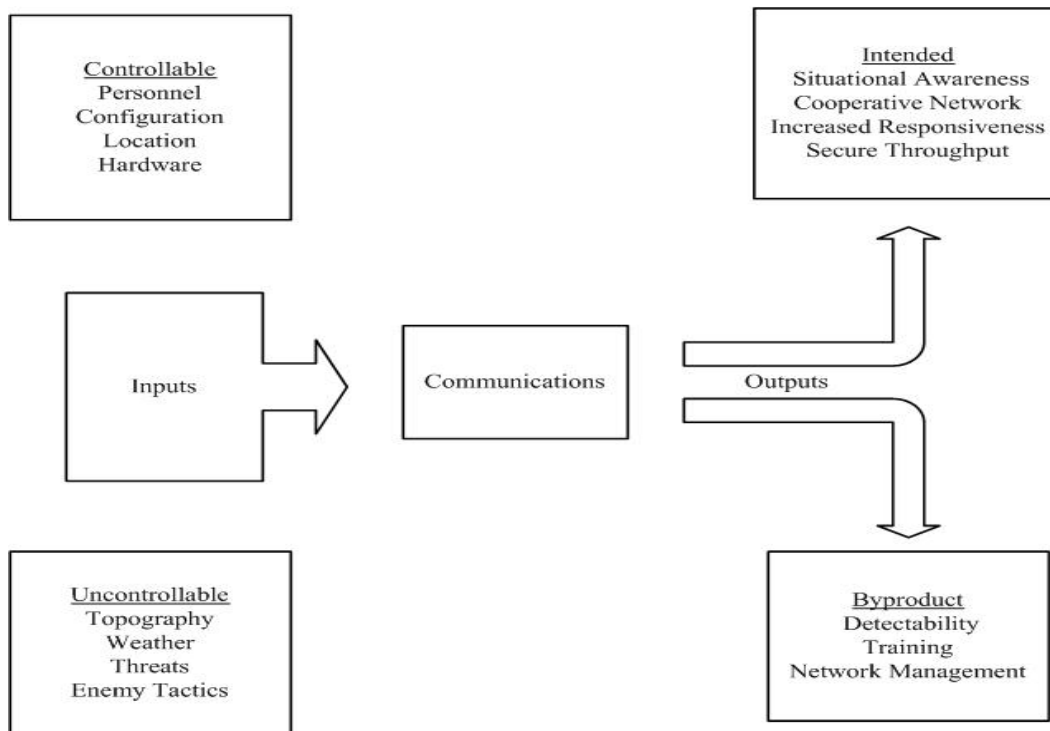 Controllable
Personnel
Configuration
Location
Hardware
Intended
Situational Awareness
Cooperative Network
Increased Responsiveness
Secure Throughput
Inputs
Communications
Outputs
Uncontrollable
Topography
Weather
Threats
Enemy Tactics
Byproduct
Detectability
Training
Network Management